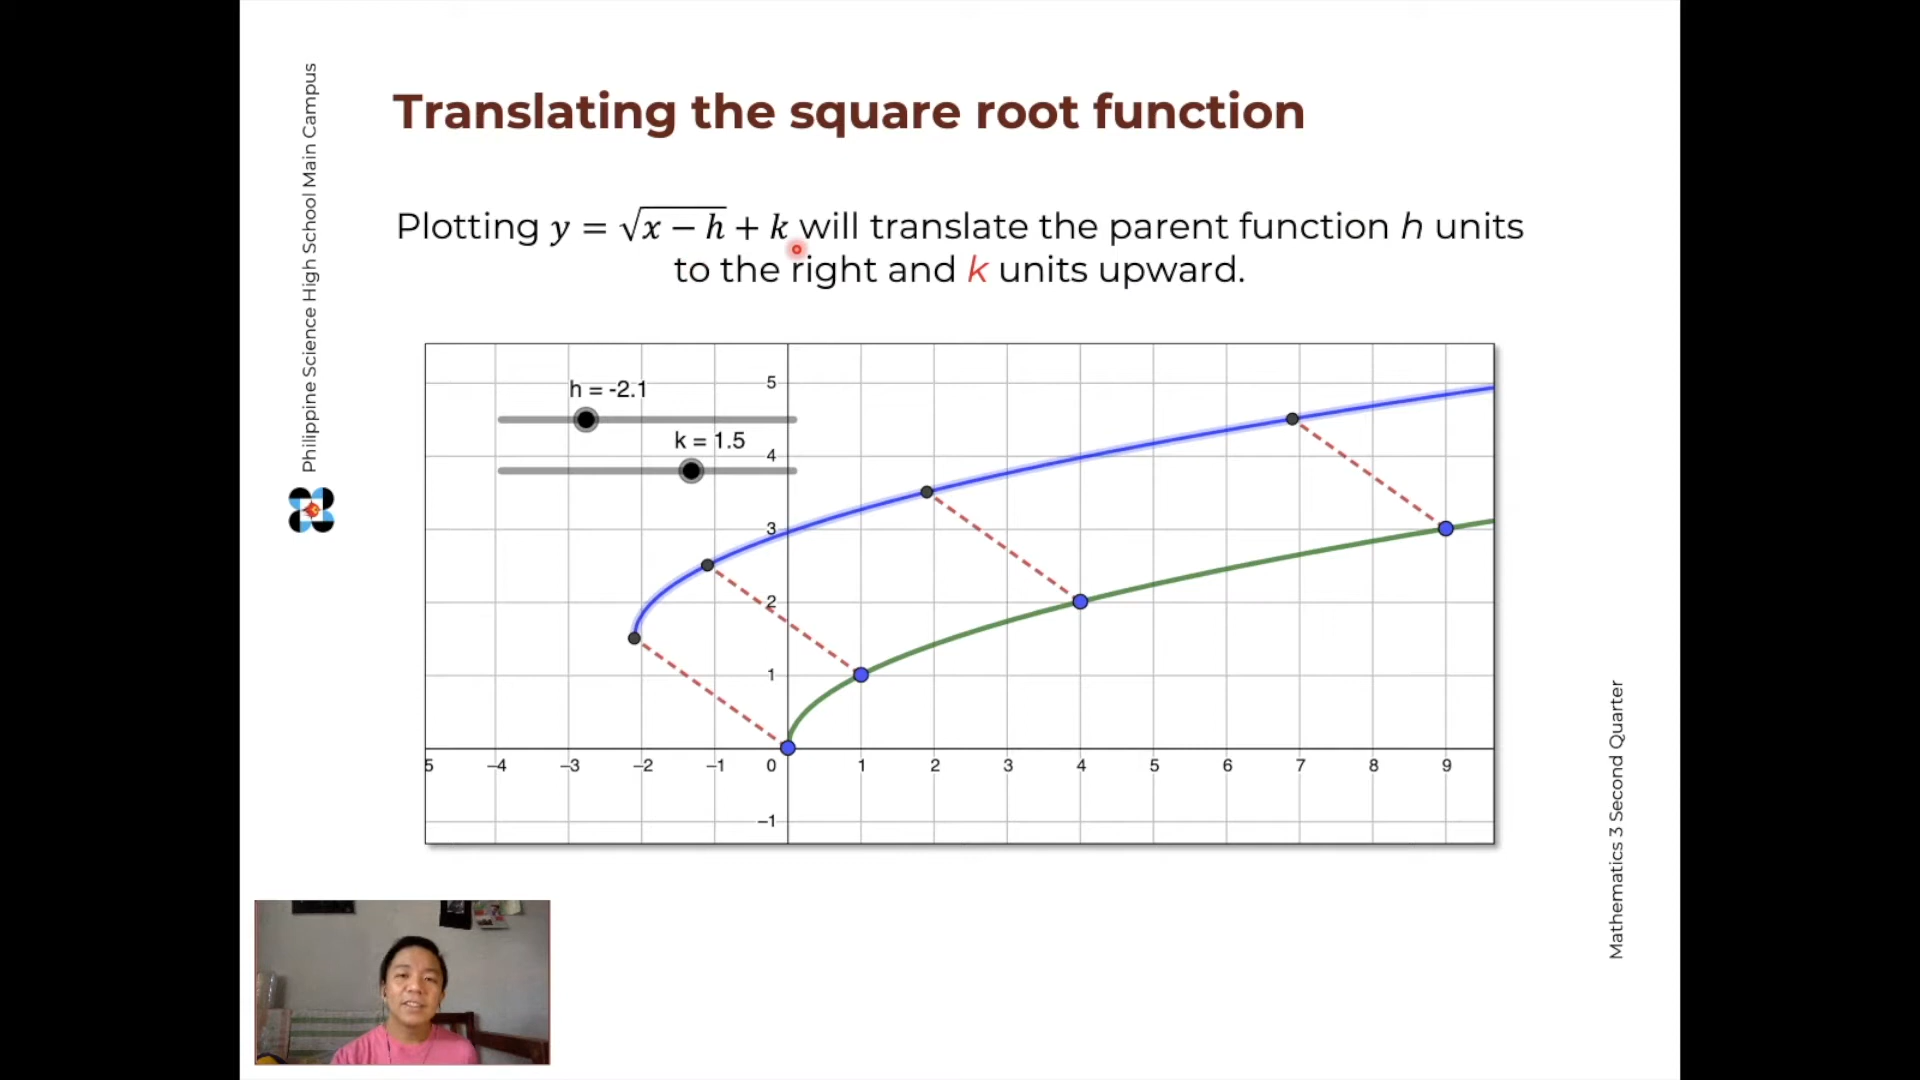 Philippine Science High School Main Campus
Translating the square root function
Plotting y = √x − h + k will translate the parent function h units
to the right and k units upward.
h = -2.1
k = 1.5
5
4
3
2
1
−1
5 −4 −3 −2 −1 0 1 2 3 4 5 6 7 8 9
Mathematics 3 Second Quarter